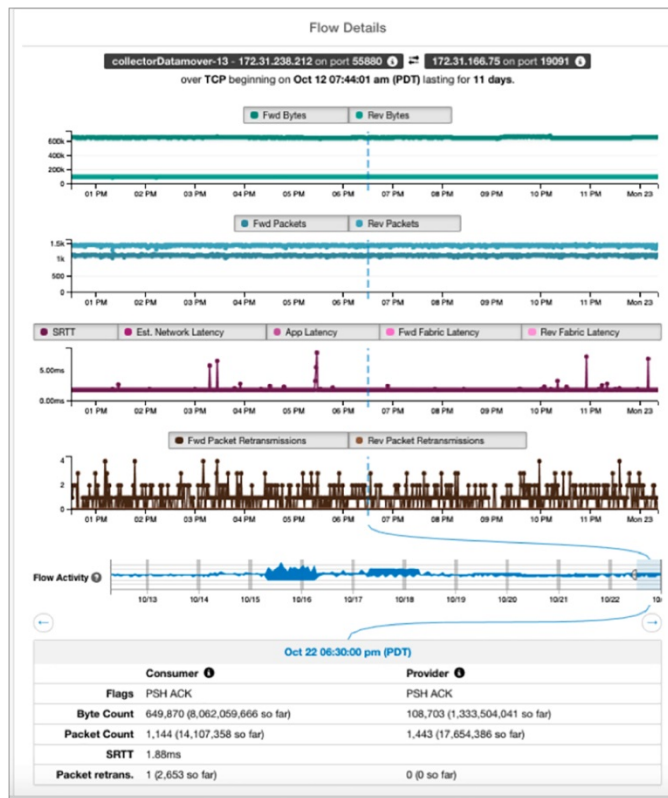 Flow Details
collectorDatamover-13 - 172.31.238.212 on port 55880 172.31.166.75 on port 19091
over TCP beginning on Oct 12 07:44:01 am (PDT) lasting for 11 days.
Fwd Bytes Rev Bytes
600k
400k
200k
0
01 PM 02 PM 03 PM 04 PM 05 PM 06 PM 07 PM 08 PM 09 PM 10 PM 11 PM Mon 23
Fwd Packets Rev Packets
1.5k
1k
500
0
01 PM 02 PM 03 PM 04 PM 05 PM 06 PM 07 PM 08 PM 09 PM 10 PM 11 PM Mon 23
SRTT Est. Network Latency App Latency Fwd Fabric Latency Rev Fabric Latency
5.00ms
0.00ms
01 PM 02 PM 03 PM 04 PM 05 PM 06 PM 07 PM 08 PM 09 PM 10 PM 11 PM Mon 23
Fwd Packet Retransmissions Rev Packet Retransmissions
4
2
0
01 PM 02 PM 03 PM 04 PM 05 PM 06 PM 07 PM 08 PM 09 PM 10 PM 11 PM Mon 23
Flow Activity
10/13 10/14 10/15 10/16 10/17 10/18 10/19 10/20 10/21 10/22 10/
Oct 22 06:30:00 pm (PDT)
Consumer Provider
Flags PSH ACK PSH ACK
Byte Count 649,870 (8,062,059,666 so far) 108,703 (1,333,504,041 so far)
Packet Count 1,144 (14,107,358 so far) 1,443 (17,654,386 so far)
SRTT 1.88ms
Packet retrans. 1 (2,653 so far) 0 (0 so far)